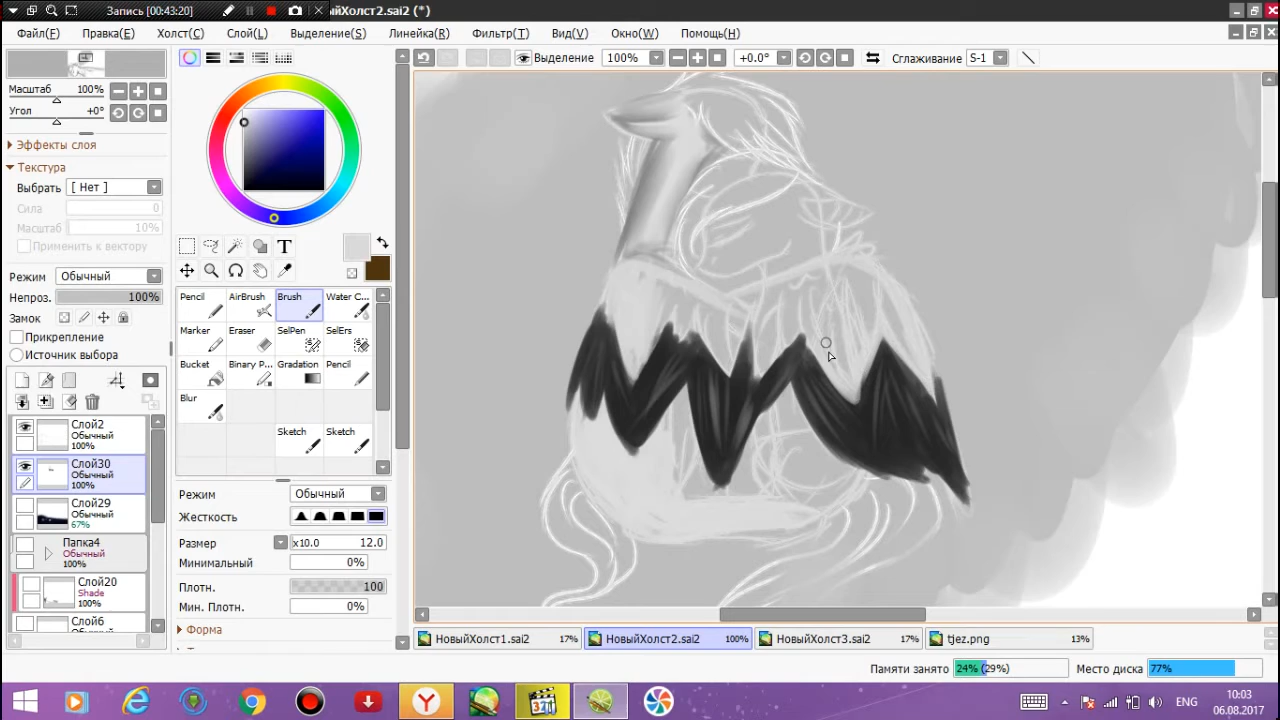 Запись [00:43:20]
ыйХолст2.sai2 (*)
Файл(F) Правка(E) Холст(C) Слой(L) Выделение(S) Линейка(R) Фильтр(T) Вид(V) Окно(W) Помощь(H)
Выделение 100% +0.0° Сглаживание S-1
Масштаб 100%
Угол +0°
Эффекты слоя
Текстура
Выбрать [ Нет ]
Сила 0
Масштаб 10%
Применить к вектору
Режим Обычный
Непроз. 100%
Замок
Прикрепление
Источник выбора
Слой2
Обычный
100%
Слой30
Обычный
100%
Слой29
Обычный
67%
Папка4
Обычный
100%
Слой20
Shade
100%
Слой6
T
Pencil AirBrush Brush Water C...
Marker Eraser SelPen SelErs
Bucket Binary P... Gradation Pencil
Blur
Sketch Sketch
Режим Обычный
Жесткость
Размер x10.0 12.0
Минимальный 0%
Плотн. 100
Мин. Плотн. 0%
Форма
НовыйХолст1.sai2 17% НовыйХолст2.sai2 100% НовыйХолст3.sai2 17% tjez.png 13%
Памяти занято 24% (29%) Место диска 77%
321
ENG
10:03
06.08.2017